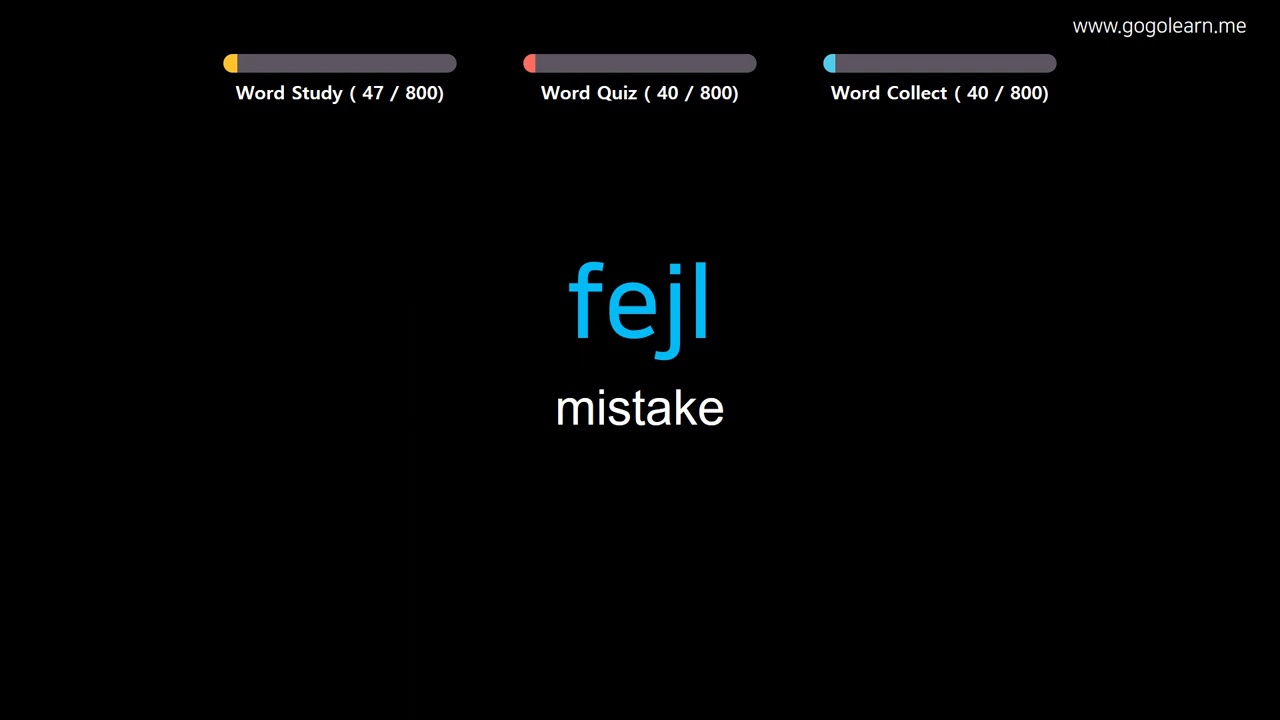 www.gogolearn.me
Word Study ( 47 / 800)
Word Quiz ( 40 / 800)
Word Collect ( 40 / 800)
fejl
mistake